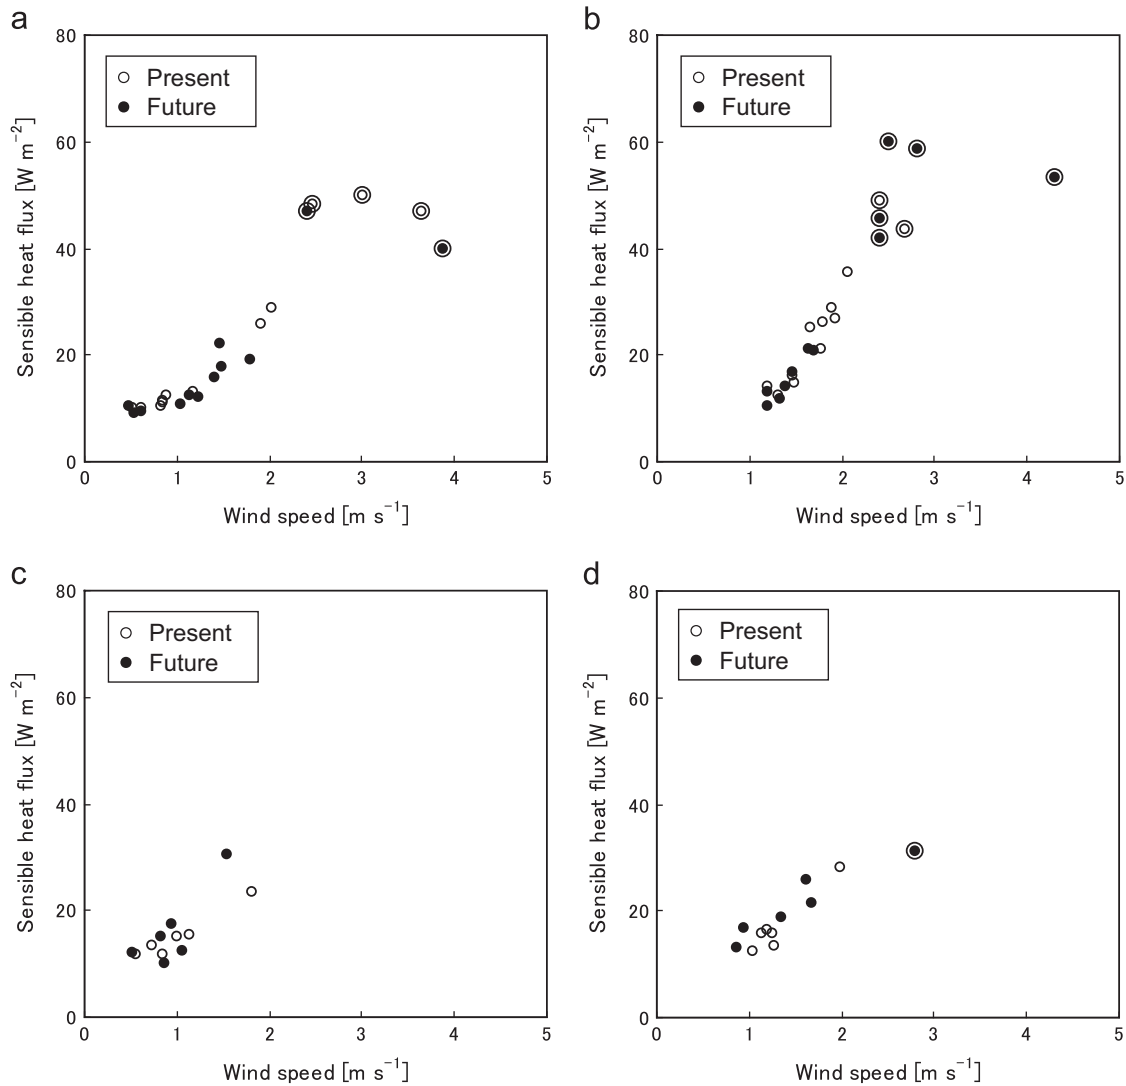 a
80
60
40
20
0
Present
Future
0 1 2 3 4 5
Sensible heat flux [W m−2]
Wind speed [m s−1]
b
80
60
40
20
0
Present
Future
0 1 2 3 4 5
Sensible heat flux [W m−2]
Wind speed [m s−1]
c
80
60
40
20
0
Present
Future
0 1 2 3 4 5
Sensible heat flux [W m−2]
Wind speed [m s−1]
d
80
60
40
20
0
Present
Future
0 1 2 3 4 5
Sensible heat flux [W m−2]
Wind speed [m s−1]